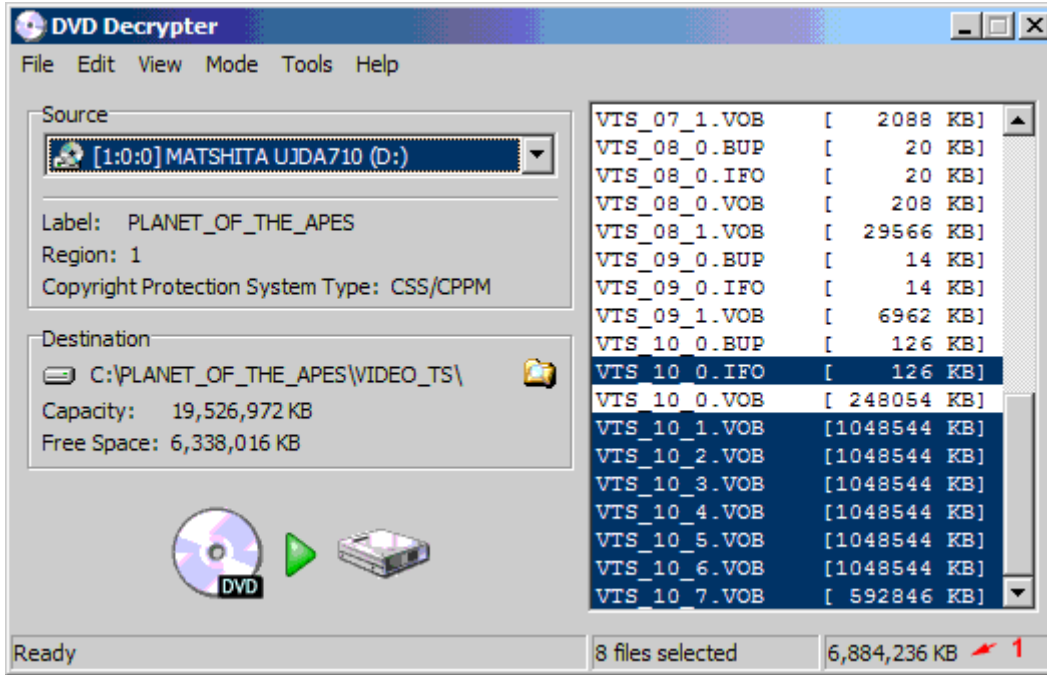 DVD Decrypter
File Edit View Mode Tools Help
Source
[1:0:0] MATSHITA UJDA710 (D:)
Label: PLANET_OF_THE_APES
Region: 1
Copyright Protection System Type: CSS/CPPM
Destination
C:\PLANET_OF_THE_APES\VIDEO_TS\
Capacity: 19,526,972 KB
Free Space: 6,338,016 KB
DVD
VTS_07_1.VOB [ 2088 KB]
VTS_08_0.BUP [ 20 KB]
VTS_08_0.IFO [ 20 KB]
VTS_08_0.VOB [ 208 KB]
VTS_08_1.VOB [ 29566 KB]
VTS_09_0.BUP [ 14 KB]
VTS_09_0.IFO [ 14 KB]
VTS_09_1.VOB [ 6962 KB]
VTS_10_0.BUP [ 126 KB]
VTS_10_0.IFO [ 126 KB]
VTS_10_0.VOB [ 248054 KB]
VTS_10_1.VOB [1048544 KB]
VTS_10_2.VOB [1048544 KB]
VTS_10_3.VOB [1048544 KB]
VTS_10_4.VOB [1048544 KB]
VTS_10_5.VOB [1048544 KB]
VTS_10_6.VOB [1048544 KB]
VTS_10_7.VOB [ 592846 KB]
Ready 8 files selected 6,884,236 KB 1